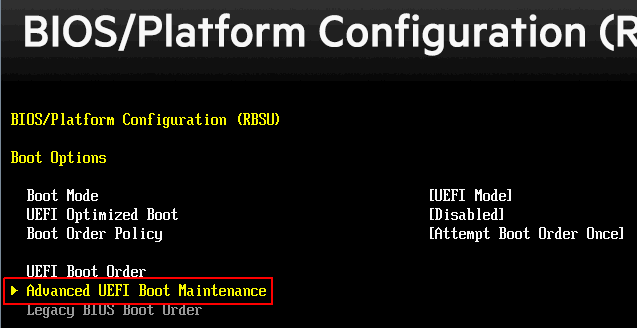 BIOS/Platform Configuration (R
BIOS/Platform Configuration (RBSU)
Boot Options
Boot Mode [UEFI Mode]
UEFI Optimized Boot [Disabled]
Boot Order Policy [Attempt Boot Order Once]
UEFI Boot Order
Advanced UEFI Boot Maintenance
Legacy BIOS Boot Order